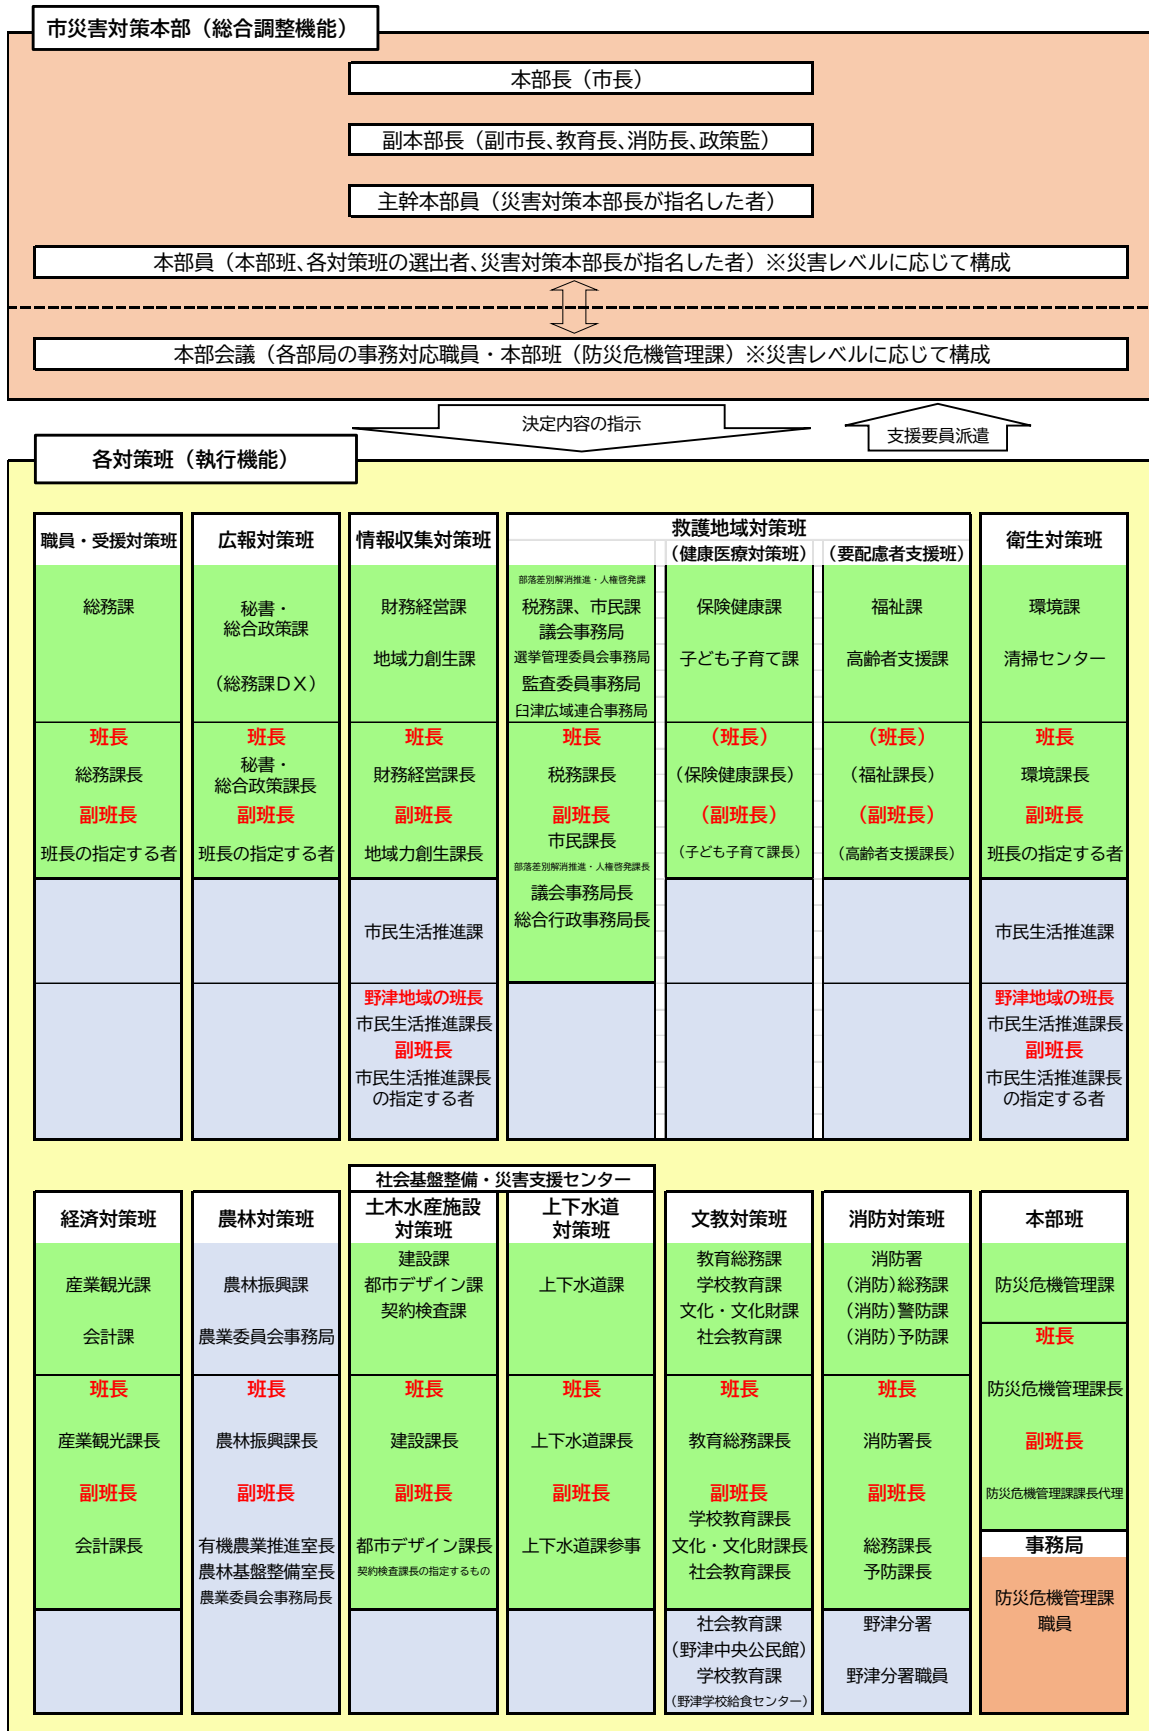 市災害対策本部（総合調整機能）
本部長（市長）
副本部長（副市長、教育長、消防長、政策監）
主幹本部員（災害対策本部長が指名した者）
本部員（本部班、各対策班の選出者、災害対策本部長が指名した者）※災害レベルに応じて構成
本部会議（各部局の事務対応職員・本部班（防災危機管理課）※災害レベルに応じて構成
決定内容の指示
支援要員派遣
各対策班（執行機能）
職員・受援対策班
総務課
班長
総務課長
副班長
班長の指定する者
広報対策班
秘書・
総合政策課
（総務課ＤＸ）
班長
秘書・
総合政策課長
副班長
班長の指定する者
情報収集対策班
財務経営課
地域力創生課
班長
財務経営課長
副班長
地域力創生課長
市民生活推進課
野津地域の班長
市民生活推進課長
副班長
市民生活推進課長
の指定する者
救護地域対策班
部落差別解消推進・人権啓発課
税務課、市民課
議会事務局
選挙管理委員会事務局
監査委員事務局
臼津広域連合事務局
班長
税務課長
副班長
市民課長
部落差別解消推進・人権啓発課長
議会事務局長
総合行政事務局長
（健康医療対策班）
保険健康課
子ども子育て課
（班長）
（保険健康課長）
（副班長）
（子ども子育て課長）
（要配慮者支援班）
福祉課
高齢者支援課
（班長）
（福祉課長）
（副班長）
（高齢者支援課長）
衛生対策班
環境課
清掃センター
班長
環境課長
副班長
班長の指定する者
市民生活推進課
野津地域の班長
市民生活推進課長
副班長
市民生活推進課長
の指定する者
経済対策班
産業観光課
会計課
班長
産業観光課長
副班長
会計課長
農林対策班
農林振興課
農業委員会事務局
班長
農林振興課長
副班長
有機農業推進室長
農林基盤整備室長
農業委員会事務局長
社会基盤整備・災害支援センター
土木水産施設
対策班
建設課
都市デザイン課
契約検査課
班長
建設課長
副班長
都市デザイン課長
契約検査課長の指定するもの
上下水道
対策班
上下水道課
班長
上下水道課長
副班長
上下水道課参事
文教対策班
教育総務課
学校教育課
文化・文化財課
社会教育課
班長
教育総務課長
副班長
学校教育課長
文化・文化財課長
社会教育課長
社会教育課
（野津中央公民館）
学校教育課
（野津学校給食センター）
消防対策班
消防署
（消防）総務課
（消防）警防課
（消防）予防課
班長
消防署長
副班長
総務課長
予防課長
野津分署
野津分署職員
本部班
防災危機管理課
班長
防災危機管理課長
副班長
防災危機管理課課長代理
事務局
防災危機管理課
職員